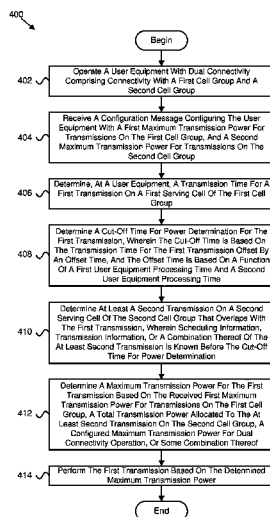 400
Begin
402
Operate A User Equipment With Dual Connectivity
Comprising Connectivity With A First Cell Group And A
Second Cell Group
404
Receive A Configuration Message Configuring The User
Equipment With A First Maximum Transmission Power For
Transmissions On The First Cell Group, And A Second
Maximum Transmission Power For Transmissions On The
Second Cell Group
406
Determine, At A User Equipment, A Transmission Time For A
First Transmission On A First Serving Cell Of The First Cell
Group
408
Determine A Cut-Off Time For Power Determination For The
First Transmission, Wherein The Cut-Off Time Is Based On
The Transmission Time For The First Transmission Offset By
An Offset Time, And The Offset Time Is Based On A Function
Of A First User Equipment Processing Time And A Second
User Equipment Processing Time
410
Determine At Least A Second Transmission On A Second
Serving Cell Of The Second Cell Group That Overlaps With
The First Transmission, Wherein Scheduling Information,
Transmission Information, Or A Combination Thereof Of The
At Least Second Transmission Is Known Before The Cut-Off
Time For Power Determination
412
Determine A Maximum Transmission Power For The First
Transmission Based On The Received First Maximum
Transmission Power For Transmissions On The First Cell
Group, A Total Transmission Power Allocated To The At
Least Second Transmission On The Second Cell Group, A
Configured Maximum Transmission Power For Dual
Connectivity Operation, Or Some Combination Thereof
414
Perform The First Transmission Based On The Determined
Maximum Transmission Power
End